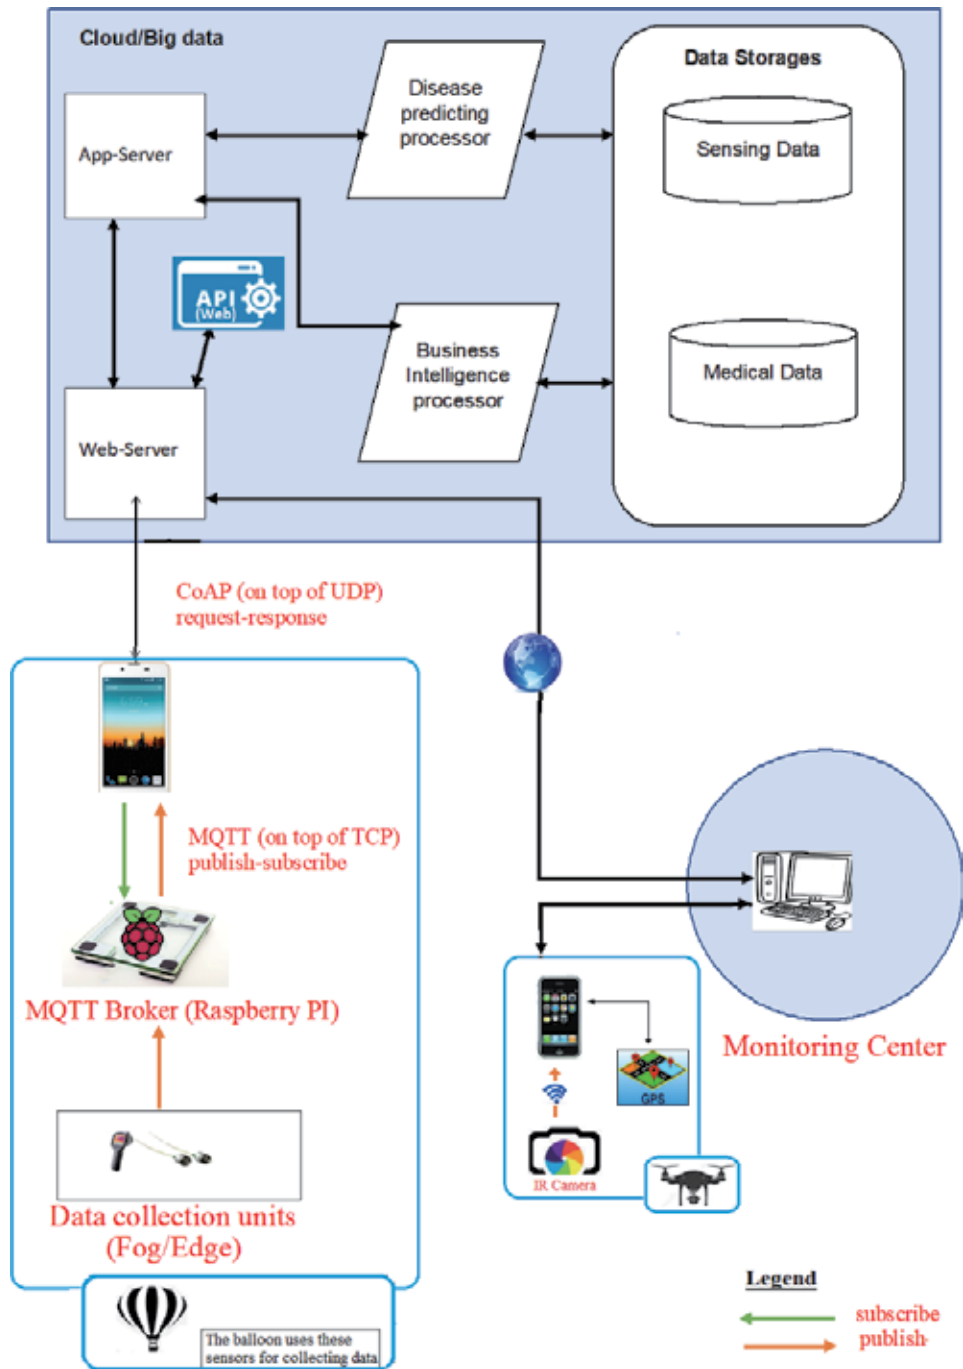 Cloud/Big data
Data Storages
Disease
predicting
processor
App-Server
Sensing Data
API
(Web)
Business
Intelligence
processor
Medical Data
Web-Server
CoAP (on top of UDP)
request-response
MQTT (on top of TCP)
publish-subscribe
MQTT Broker (Raspberry PI)
Monitoring Center
GPS
IR Camera
Data collection units
(Fog/Edge)
The balloon uses these
sensors for collecting data
Legend
subscribe
publish